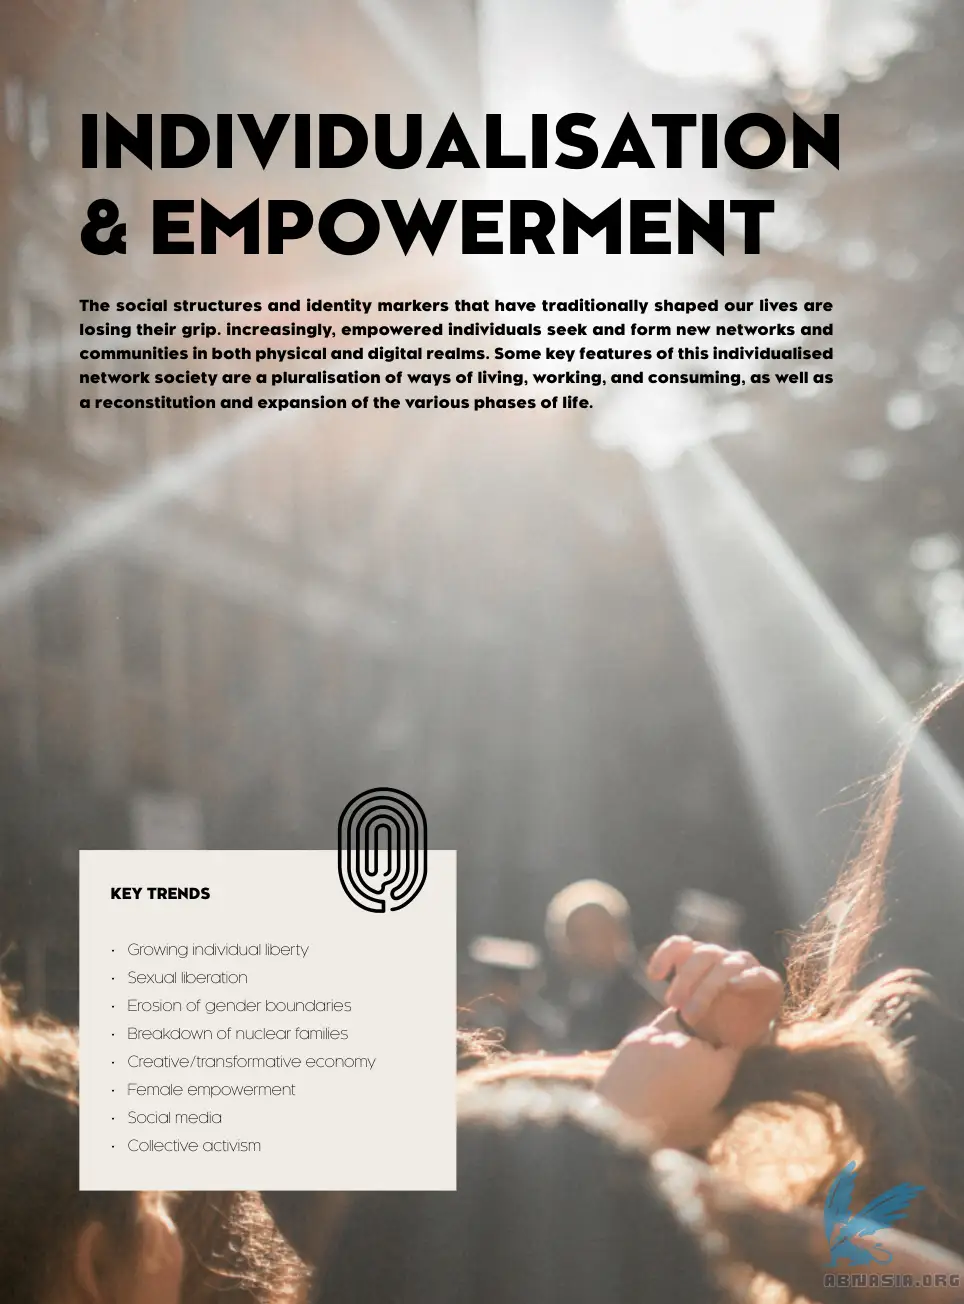 INDIVIDUALISATION
& EMPOWERMENT
The social structures and identity markers that have traditionally shaped our lives are
losing their grip. increasingly, empowered individuals seek and form new networks and
communities in both physical and digital realms. Some key features of this individualised
network society are a pluralisation of ways of living, working, and consuming, as well as
a reconstitution and expansion of the various phases of life.
KEY TRENDS
· Growing individual liberty
· Sexual liberation
· Erosion of gender boundaries
· Breakdown of nuclear families
· Creative/transformative economy
· Female empowerment
· Social media
· Collective activism
ABNASIA.ORG